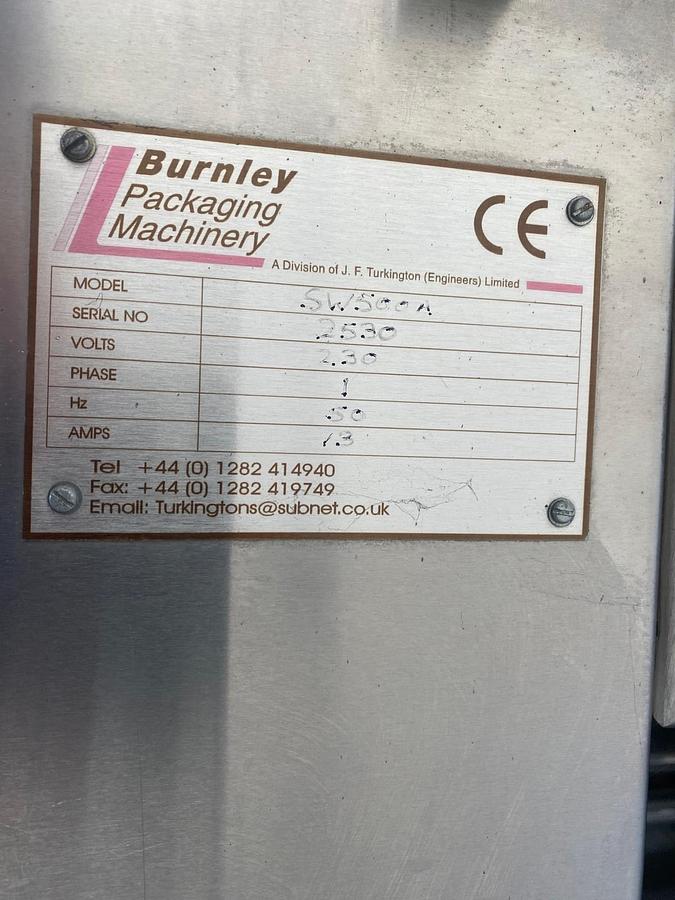 Burnley
Packaging
Machinery
CE
A Division of J. F. Turkington (Engineers) Limited
MODEL SW500A
SERIAL NO 2530
VOLTS 230
PHASE 1
Hz 50
AMPS 13
Tel +44 (0) 1282 414940
Fax: +44 (0) 1282 419749
Email: Turkingtons@subnet.co.uk